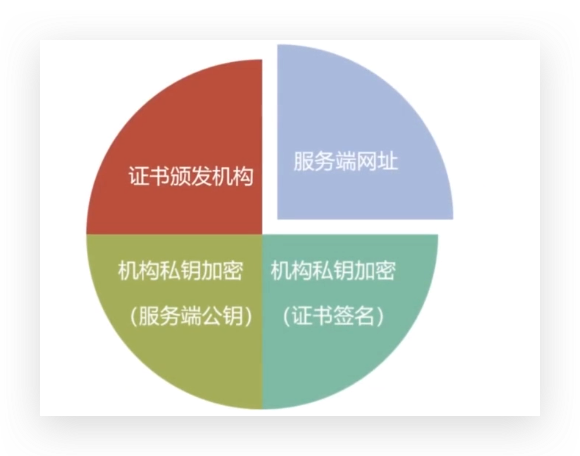 证书颁发机构
服务端网址
机构私钥加密
（服务端公钥）
机构私钥加密
（证书签名）